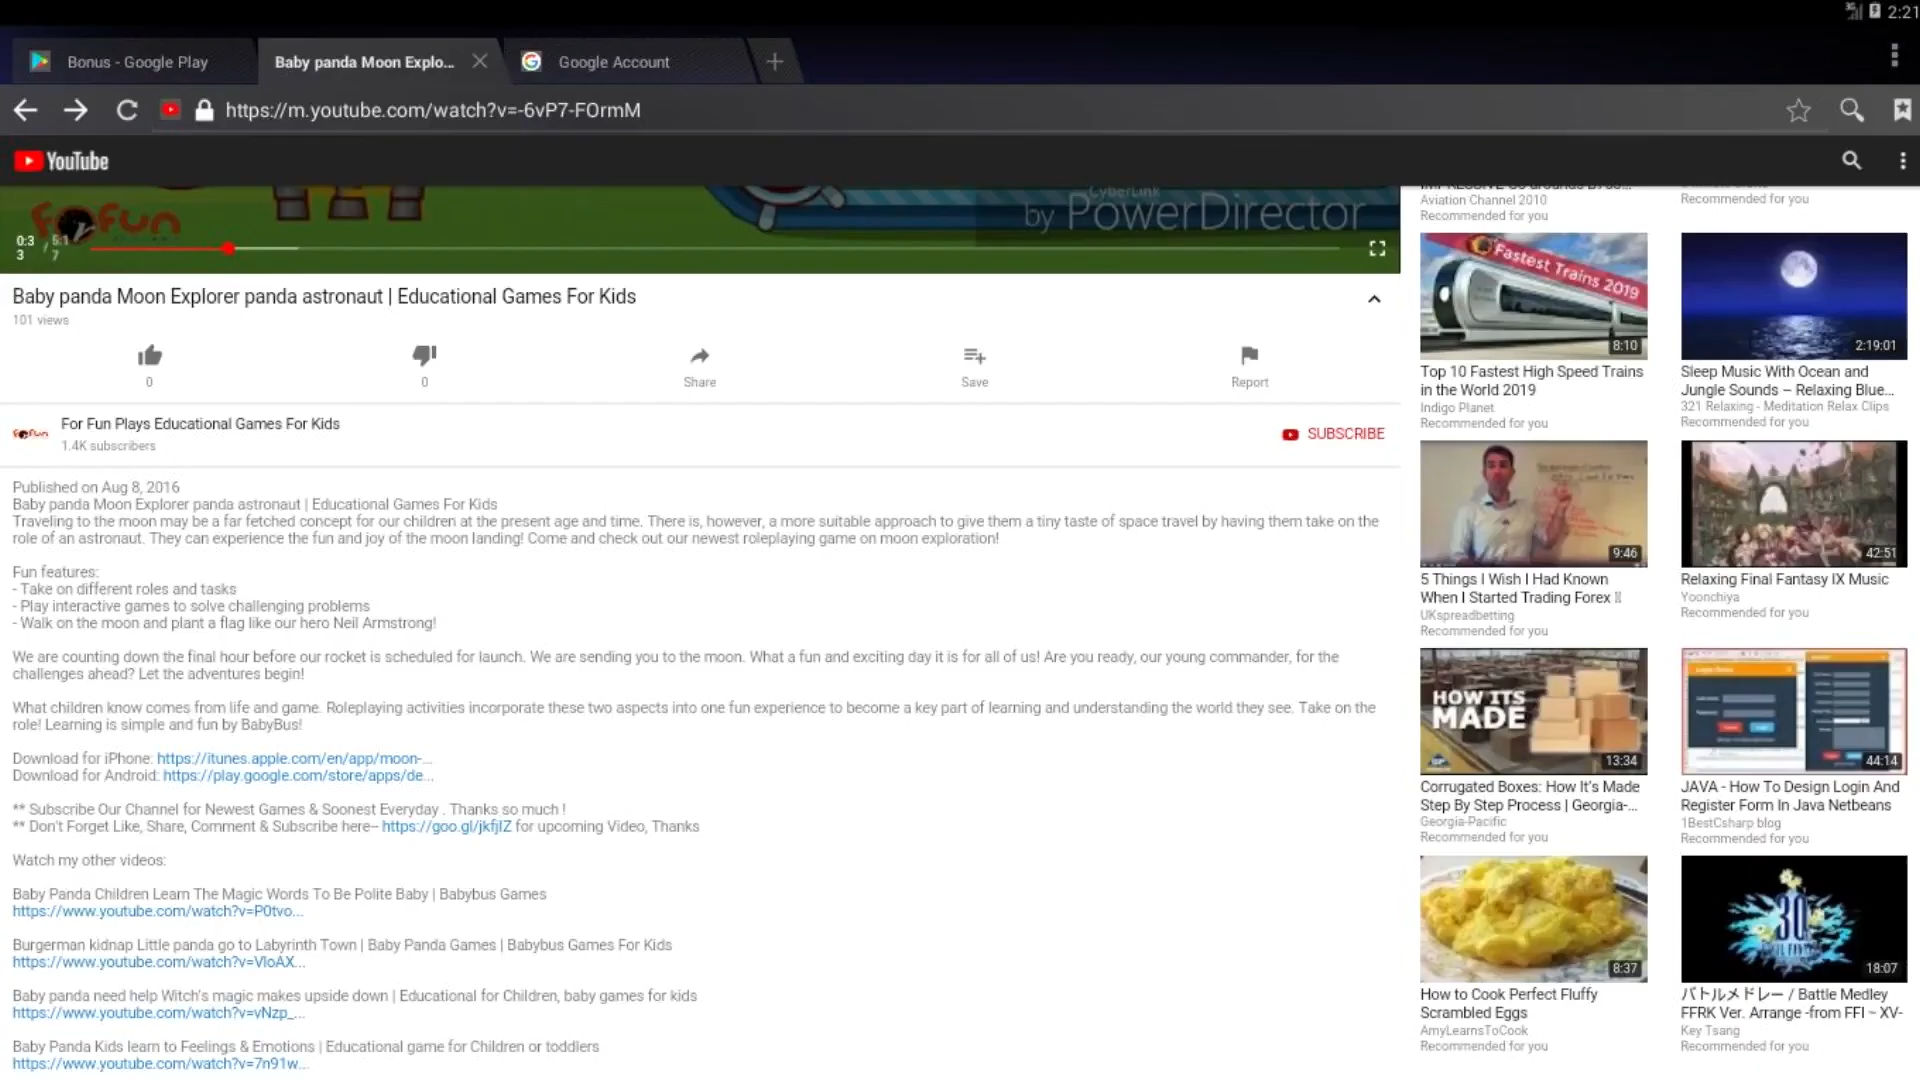 3G 2:21
Bonus - Google Play
Baby panda Moon Explo...
Google Account
https://m.youtube.com/watch?v=-6vP7-FOrmM
YouTube
fofun
CyberLink
by PowerDirector
0:3
3
/
5:1
7
Baby panda Moon Explorer panda astronaut | Educational Games For Kids
101 views
0
0
Share
Save
Report
fofun
For Fun Plays Educational Games For Kids
1.4K subscribers
SUBSCRIBE
Published on Aug 8, 2016
Baby panda Moon Explorer panda astronaut | Educational Games For Kids
Traveling to the moon may be a far fetched concept for our children at the present age and time. There is, however, a more suitable approach to give them a tiny taste of space travel by having them take on the
role of an astronaut. They can experience the fun and joy of the moon landing! Come and check out our newest roleplaying game on moon exploration!
Fun features:
- Take on different roles and tasks
- Play interactive games to solve challenging problems
- Walk on the moon and plant a flag like our hero Neil Armstrong!
We are counting down the final hour before our rocket is scheduled for launch. We are sending you to the moon. What a fun and exciting day it is for all of us! Are you ready, our young commander, for the
challenges ahead? Let the adventures begin!
What children know comes from life and game. Roleplaying activities incorporate these two aspects into one fun experience to become a key part of learning and understanding the world they see. Take on the
role! Learning is simple and fun by BabyBus!
Download for iPhone: https://itunes.apple.com/en/app/moon-...
Download for Android: https://play.google.com/store/apps/de...
** Subscribe Our Channel for Newest Games & Soonest Everyday . Thanks so much !
** Don't Forget Like, Share, Comment & Subscribe here-- https://goo.gl/jkfjIZ for upcoming Video, Thanks
Watch my other videos:
Baby Panda Children Learn The Magic Words To Be Polite Baby | Babybus Games
https://www.youtube.com/watch?v=P0tvo...
Burgerman kidnap Little panda go to Labyrinth Town | Baby Panda Games | Babybus Games For Kids
https://www.youtube.com/watch?v=VloAX...
Baby panda need help Witch's magic makes upside down | Educational for Children, baby games for kids
https://www.youtube.com/watch?v=vNzp_...
Baby Panda Kids learn to Feelings & Emotions | Educational game for Children or toddlers
https://www.youtube.com/watch?v=7n91w...
Aviation Channel 2010
Recommended for you
Recommended for you
Fastest Trains 2019
8:10
Top 10 Fastest High Speed Trains
in the World 2019
Indigo Planet
Recommended for you
2:19:01
Sleep Music With Ocean and
Jungle Sounds – Relaxing Blue...
321 Relaxing - Meditation Relax Clips
Recommended for you
9:46
5 Things I Wish I Had Known
When I Started Trading Forex
UKspreadbetting
Recommended for you
42:51
Relaxing Final Fantasy IX Music
Yoonchiya
Recommended for you
HOW ITS
MADE
GP
13:34
Corrugated Boxes: How It's Made
Step By Step Process | Georgia-...
Georgia-Pacific
Recommended for you
44:14
JAVA - How To Design Login And
Register Form In Java Netbeans
1BestCsharp blog
Recommended for you
8:37
How to Cook Perfect Fluffy
Scrambled Eggs
AmyLearnsToCook
Recommended for you
30
18:07
バトルメドレー / Battle Medley
FFRK Ver. Arrange -from FFI ~ XV-
Key Tsang
Recommended for you